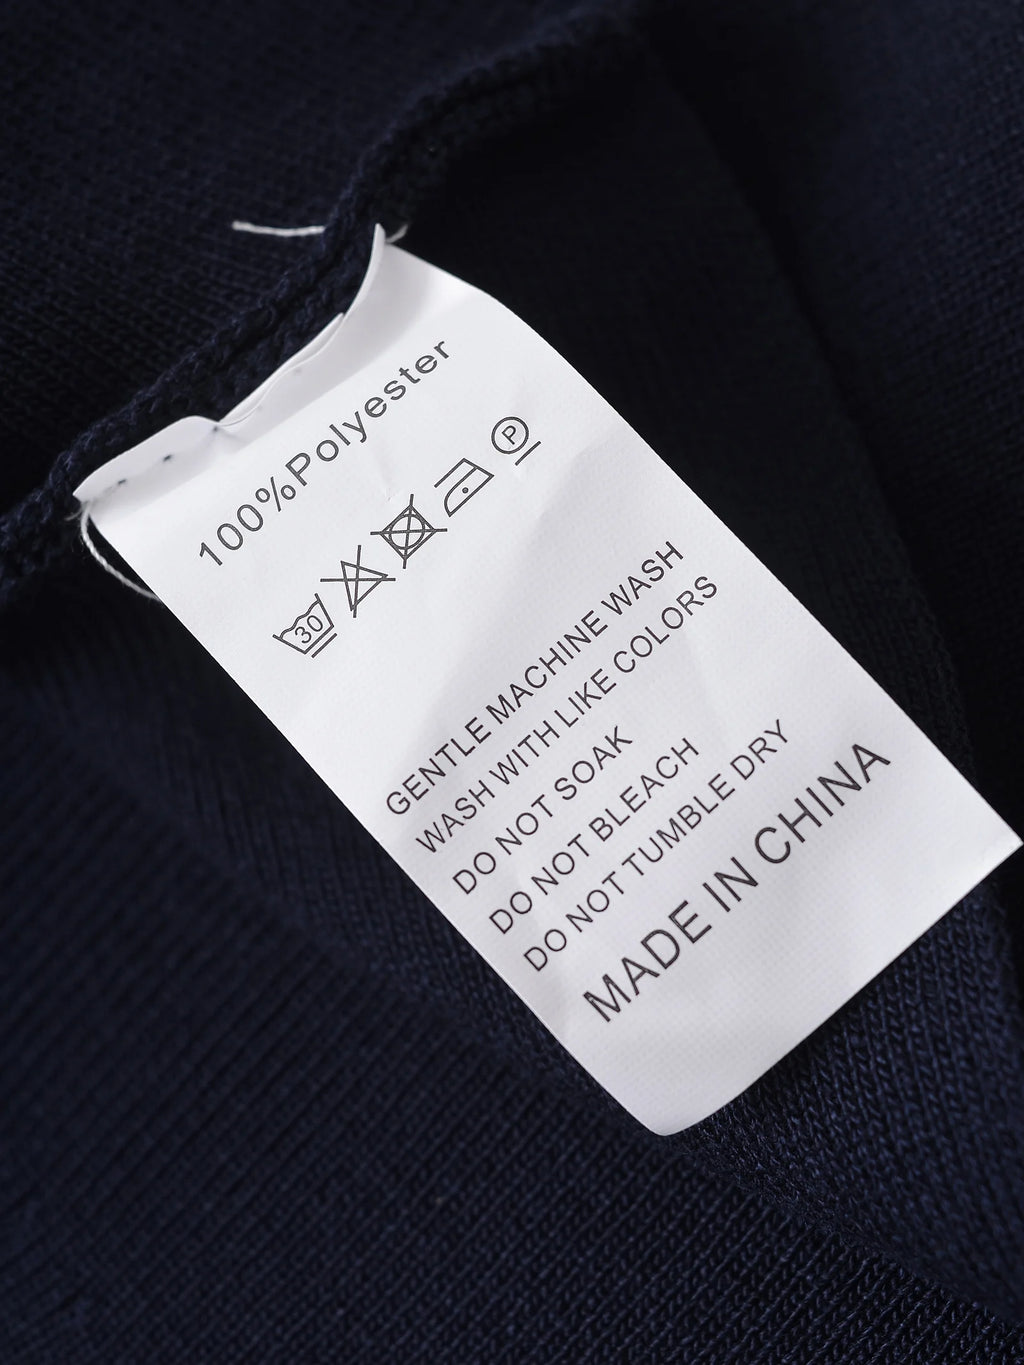 100%Polyester
30 P
GENTLE MACHINE WASH
WASH WITH LIKE COLORS
DO NOT SOAK
DO NOT BLEACH
DO NOT TUMBLE DRY
MADE IN CHINA